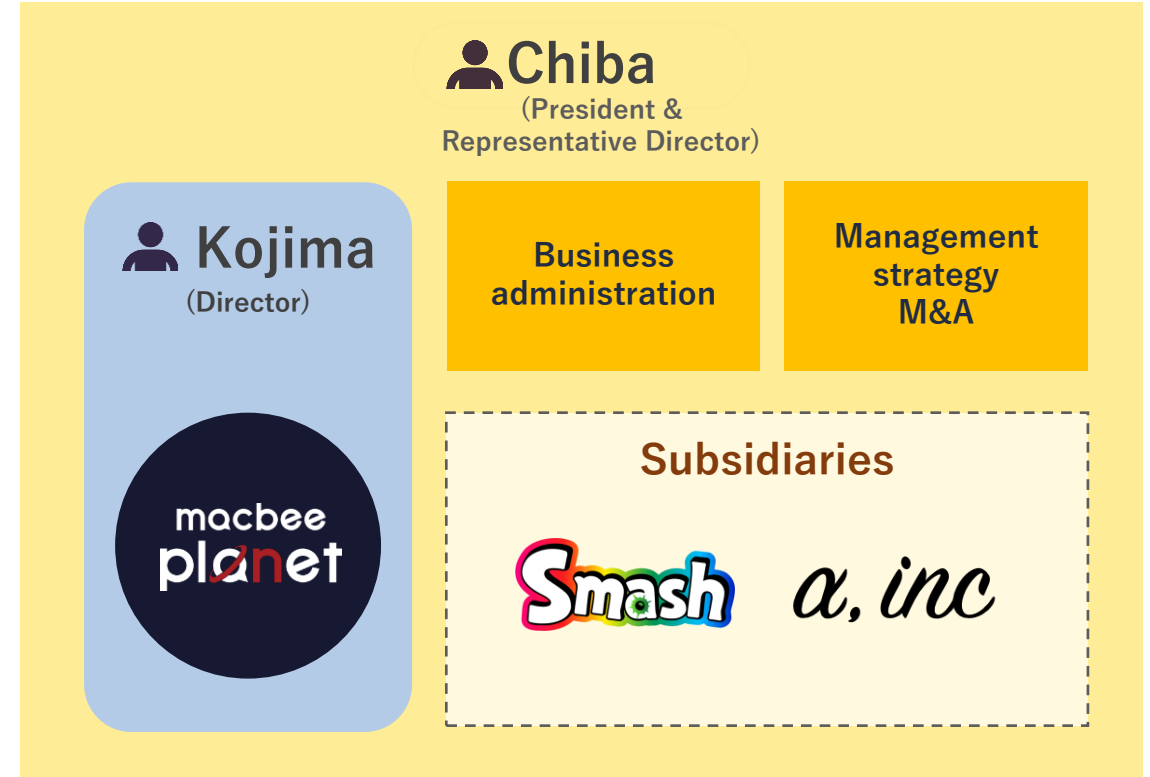 Chiba
(President &
Representative Director)
Kojima
(Director)
Business
administration
Management
strategy
M&A
macbee
planet
Subsidiaries
Smash
α, inc